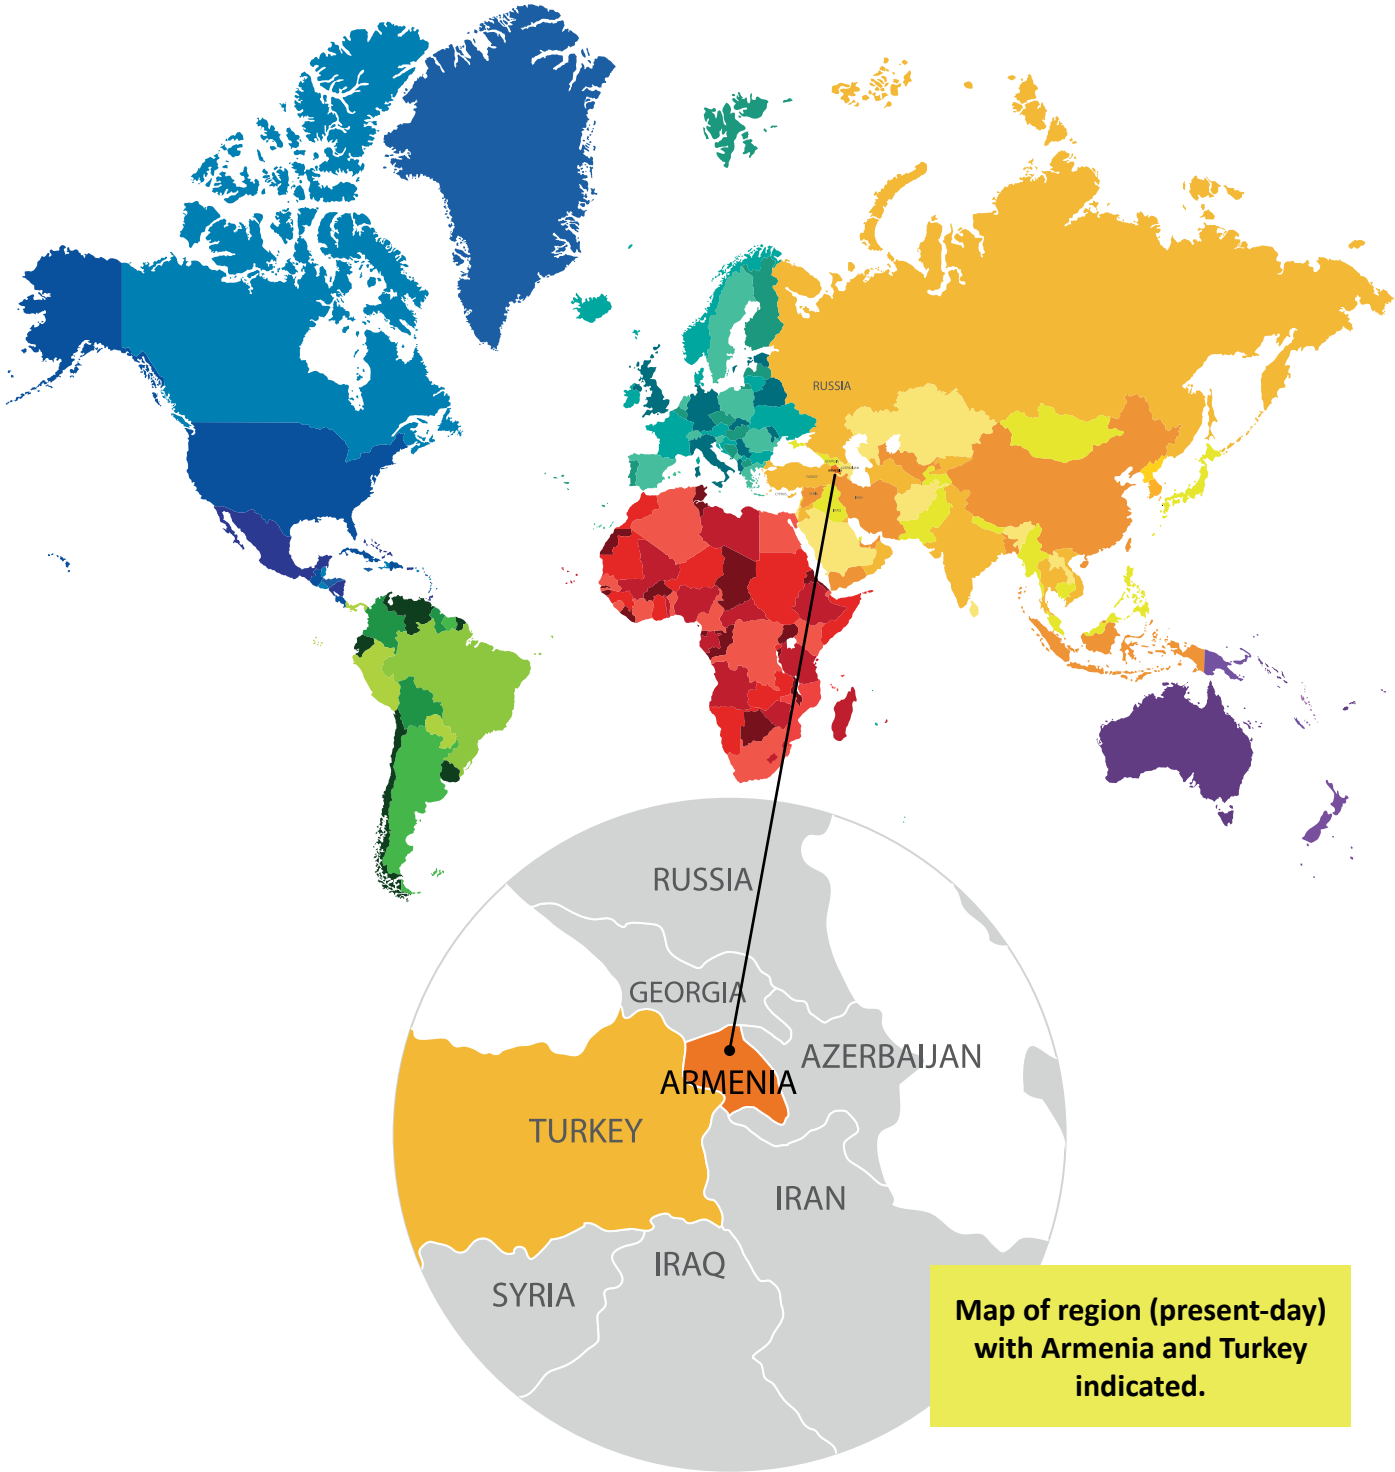 RUSSIA
RUSSIA
GEORGIA
AZERBAIJAN
ARMENIA
TURKEY
IRAN
IRAQ
SYRIA
Map of region (present-day)
with Armenia and Turkey
indicated.